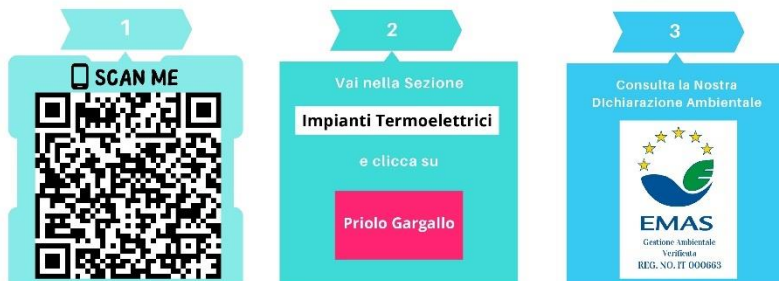 1
SCAN ME
2
Vai nella Sezione
Impianti Termoelettrici
e clicca su
Priolo Gargallo
3
Consulta la Nostra
Dichiarazione Ambientale
EMAS
Gestione Ambientale
Verificata
REG. NO. IT 000663